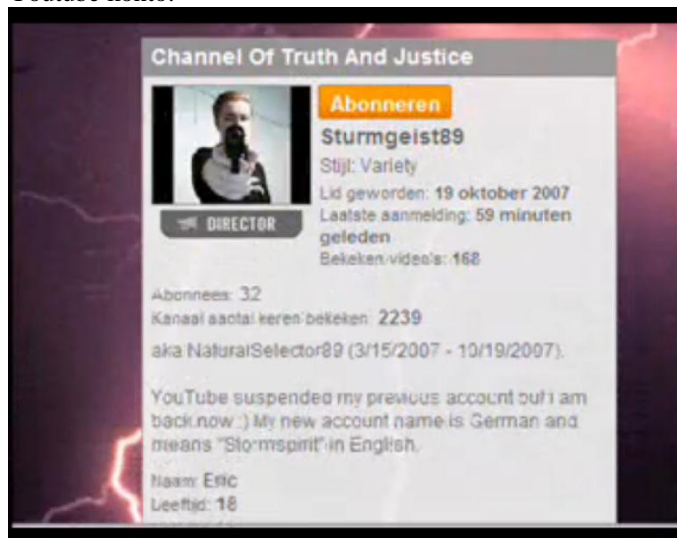 Channel Of Truth And Justice
Abonneren
Sturmgeist89
Stijl: Variety
Lid geworden: 19 oktober 2007
Laatste aanmelding: 59 minuten
geleden
Bekeken video's: 168
DIRECTOR
Abonnees: 32
Kanaal aantal keren bekeken: 2239
aka NaturalSelector89 (3/15/2007 - 10/19/2007).
YouTube suspended my previous account but I am
back now :) My new account name is German and
means "Stormspirit" in English.
Naam: Eric
Leeftijd: 18